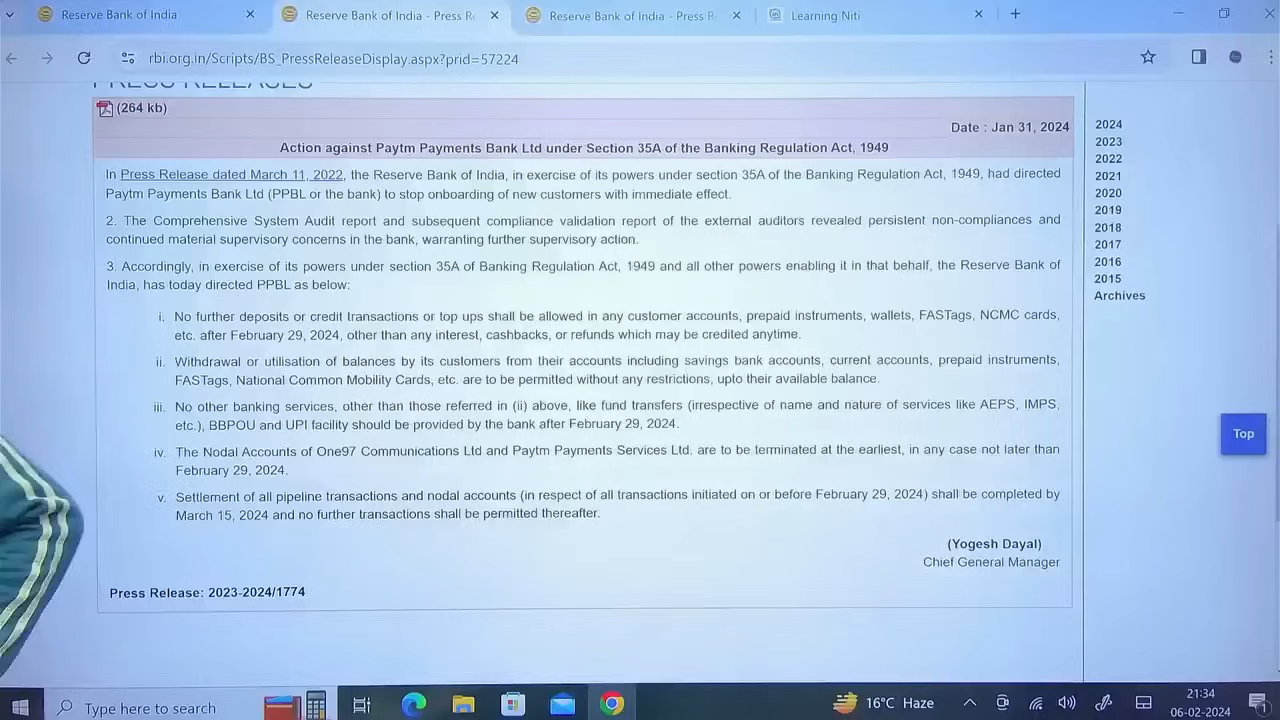 Reserve Bank of India
Reserve Bank of India - Press Re
Reserve Bank of India - Press R
Learning Niti
rbi.org.in/Scripts/BS_PressReleaseDisplay.aspx?prid=57224
PRESS RELEASES
(264 kb)
Date : Jan 31, 2024
Action against Paytm Payments Bank Ltd under Section 35A of the Banking Regulation Act, 1949
In Press Release dated March 11, 2022, the Reserve Bank of India, in exercise of its powers under section 35A of the Banking Regulation Act, 1949, had directed
Paytm Payments Bank Ltd (PPBL or the bank) to stop onboarding of new customers with immediate effect.
2. The Comprehensive System Audit report and subsequent compliance validation report of the external auditors revealed persistent non-compliances and
continued material supervisory concerns in the bank, warranting further supervisory action.
3. Accordingly, in exercise of its powers under section 35A of Banking Regulation Act, 1949 and all other powers enabling it in that behalf, the Reserve Bank of
India, has today directed PPBL as below:
i. No further deposits or credit transactions or top ups shall be allowed in any customer accounts, prepaid instruments, wallets, FASTags, NCMC cards,
etc. after February 29, 2024, other than any interest, cashbacks, or refunds which may be credited anytime.
ii. Withdrawal or utilisation of balances by its customers from their accounts including savings bank accounts, current accounts, prepaid instruments,
FASTags, National Common Mobility Cards, etc. are to be permitted without any restrictions, upto their available balance.
iii. No other banking services, other than those referred in (ii) above, like fund transfers (irrespective of name and nature of services like AEPS, IMPS,
etc.), BBPOU and UPI facility should be provided by the bank after February 29, 2024.
iv. The Nodal Accounts of One97 Communications Ltd and Paytm Payments Services Ltd. are to be terminated at the earliest, in any case not later than
February 29, 2024.
v. Settlement of all pipeline transactions and nodal accounts (in respect of all transactions initiated on or before February 29, 2024) shall be completed by
March 15, 2024 and no further transactions shall be permitted thereafter.
(Yogesh Dayal)
Chief General Manager
Press Release: 2023-2024/1774
2024
2023
2022
2021
2020
2019
2018
2017
2016
2015
Archives
Top
Type here to search
16°C Haze
21:34
06-02-2024
1